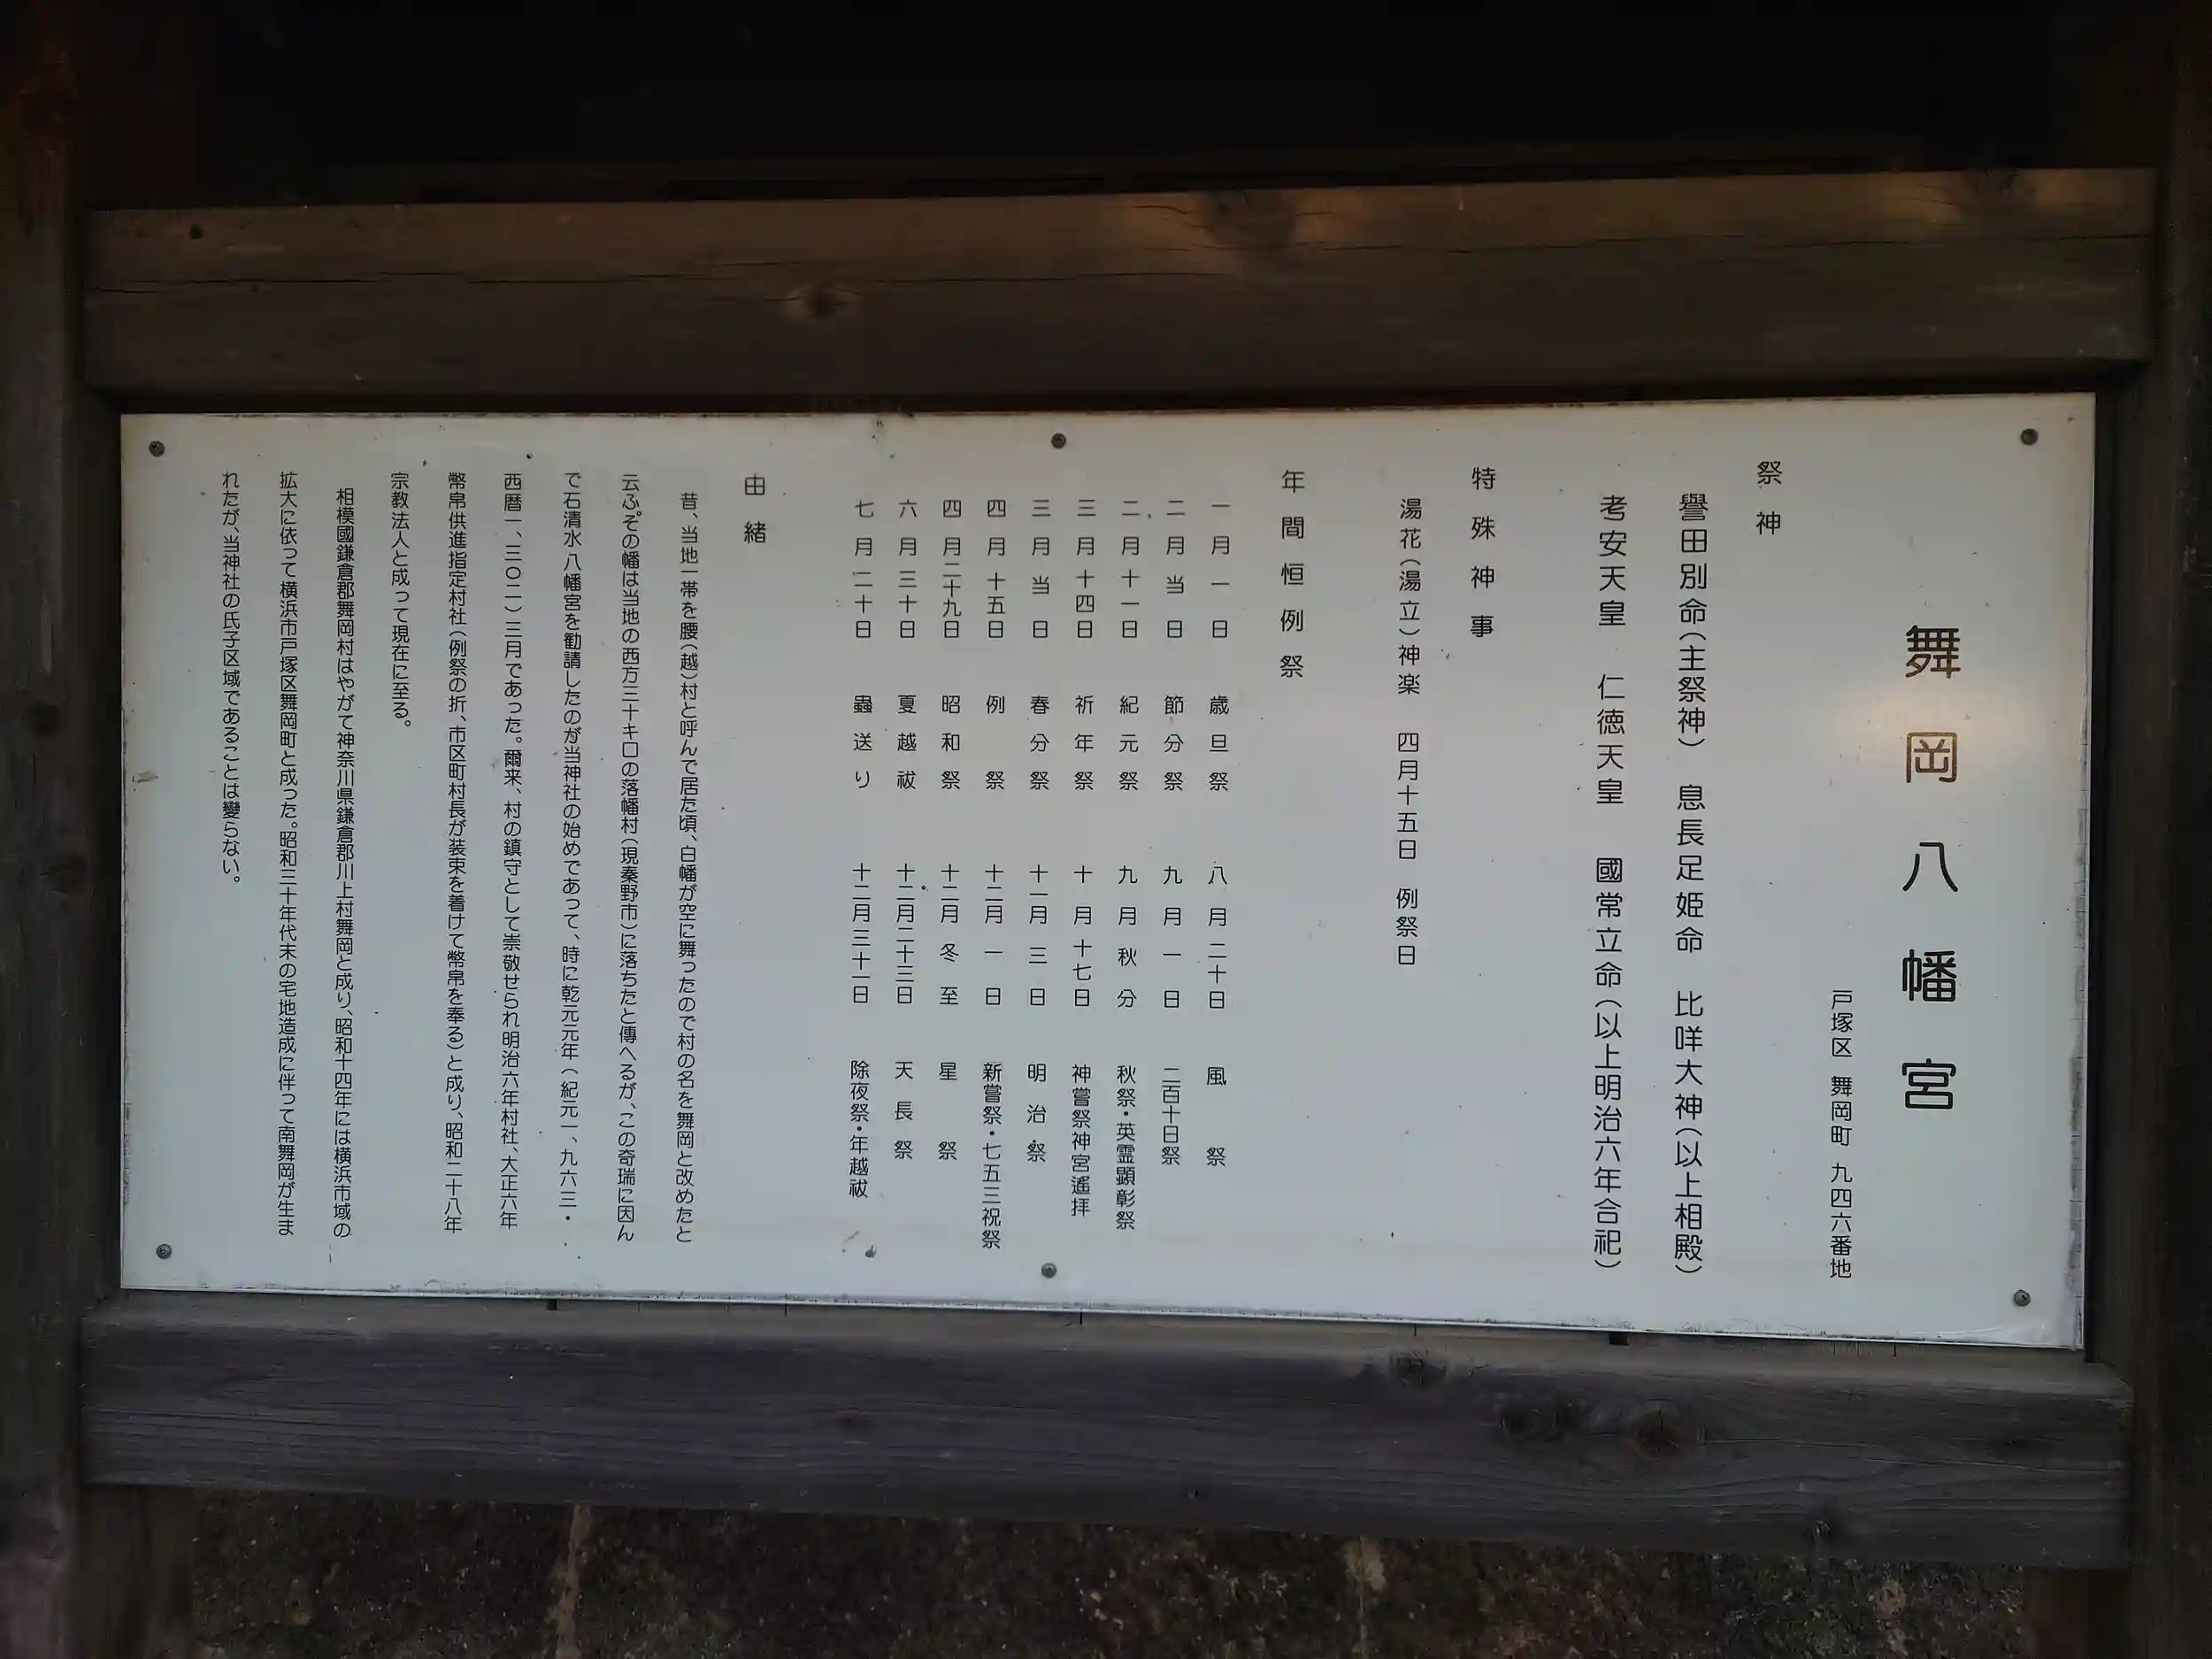 舞岡八幡宮
戸塚区 舞岡町 九四六番地
祭神
譽田別命(主祭神) 息長足姫命 比咩大神(以上相殿)
考安天皇 仁徳天皇 國常立命(以上明治六年合祀)
特殊神事
湯花(湯立)神楽 四月十五日 例祭日
年間恒例祭
一月一日 歳旦祭 八月二十日 風祭
二月当日 節分祭 九月一日 二百十日祭
二月十一日 紀元祭 九月秋分 秋祭・英霊顕彰祭
三月十四日 祈年祭 十月十七日 神嘗祭神宮遙拝
三月当日 春分祭 十一月三日 明治祭
四月十五日 例祭 十二月一日 新嘗祭・七五三祝祭
四月二十九日 昭和祭 十二月冬至 星祭
六月三十日 夏越祓 十二月二十三日 天長祭
七月二十日 蟲送り 十二月三十一日 除夜祭・年越祓
由緒
昔、当地一帯を腰(越)村と呼んで居た頃、白幡が空に舞ったので村の名を舞岡と改めたと
云ふ。その幡は当地の西方三十キロの落幡村(現秦野市)に落ちたと傳へるが、この奇瑞に因ん
で石清水八幡宮を勧請したのが当神社の始めであって、時に乾元元年(紀元一、九六三・
西暦一、三〇二)三月であった。爾来、村の鎮守として崇敬せられ明治六年村社、大正六年
幣帛供進指定村社(例祭の折、市区町村長が装束を着けて幣帛を奉る)と成り、昭和二十八年
宗教法人と成って現在に至る。
相模國鎌倉郡舞岡村はやがて神奈川県鎌倉郡川上村舞岡と成り、昭和十四年には横浜市域の
拡大に依って横浜市戸塚区舞岡町と成った。昭和三十年代末の宅地造成に伴って南舞岡が生ま
れたが、当神社の氏子区域であることは變らない。